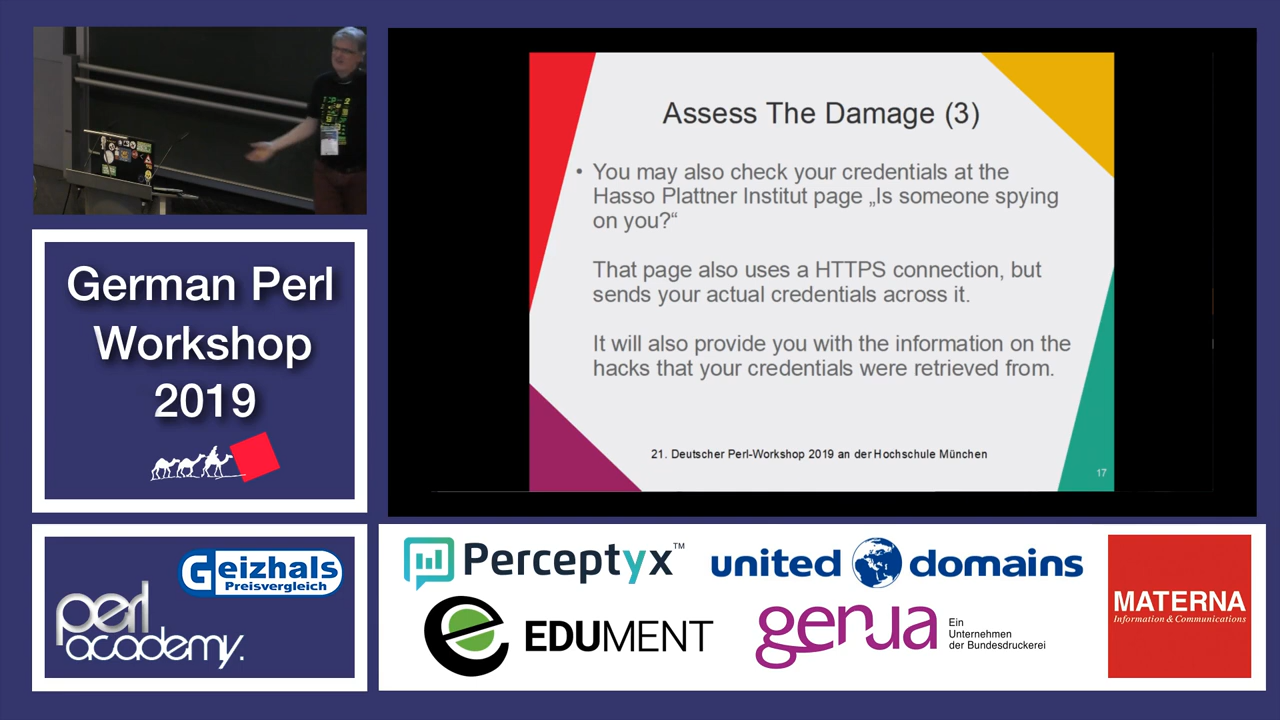 German Perl
Workshop
2019
Geizhals
Preisvergleich
perl
academy.
Assess The Damage (3)
• You may also check your credentials at the
Hasso Plattner Institut page „Is someone spying
on you?“
That page also uses a HTTPS connection, but
sends your actual credentials across it.
It will also provide you with the information on the
hacks that your credentials were retrieved from.
21. Deutscher Perl-Workshop 2019 an der Hochschule München
17
Perceptyx™
united domains
EDUMENT
genua
Ein
Unternehmen
der Bundesdruckerei
MATERNA
Information & Communications